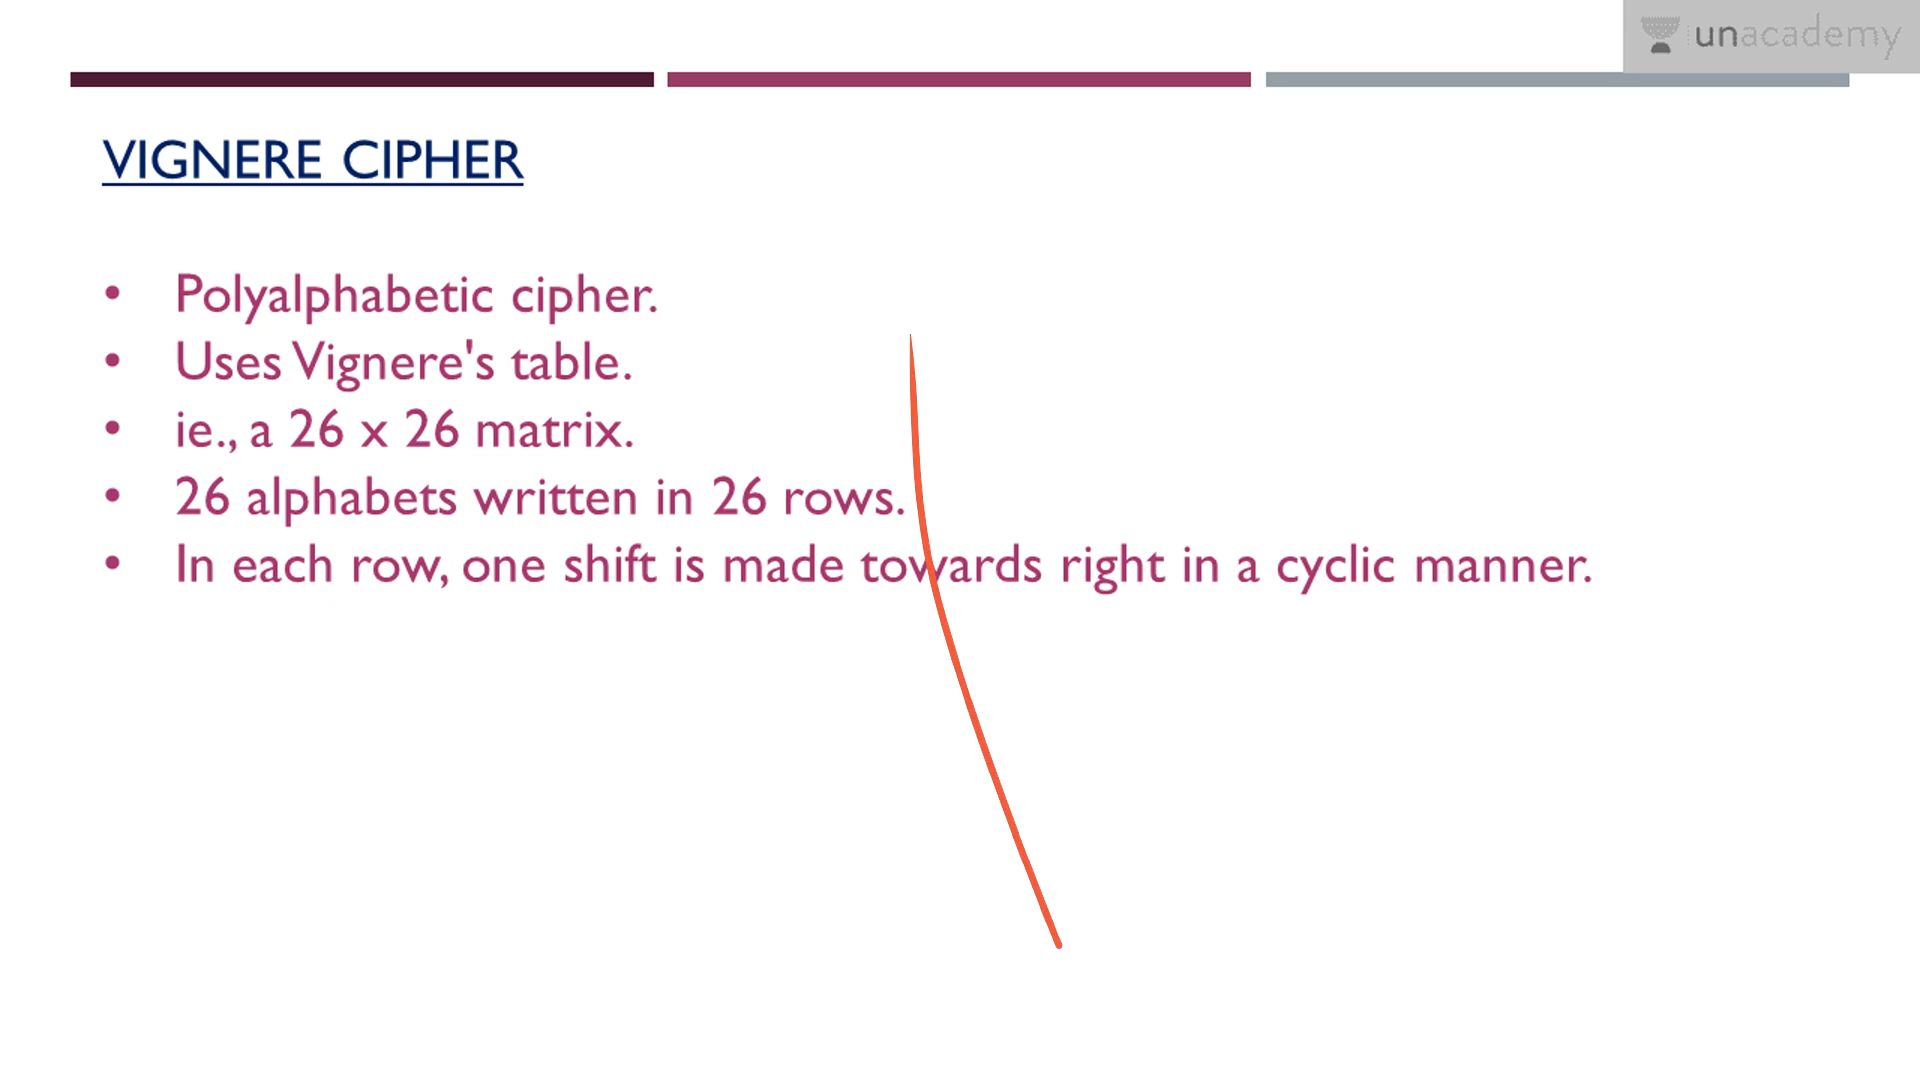 unacademy
VIGNERE CIPHER
• Polyalphabetic cipher.
• Uses Vignere's table.
• ie., a 26 x 26 matrix.
• 26 alphabets written in 26 rows.
• In each row, one shift is made towards right in a cyclic manner.